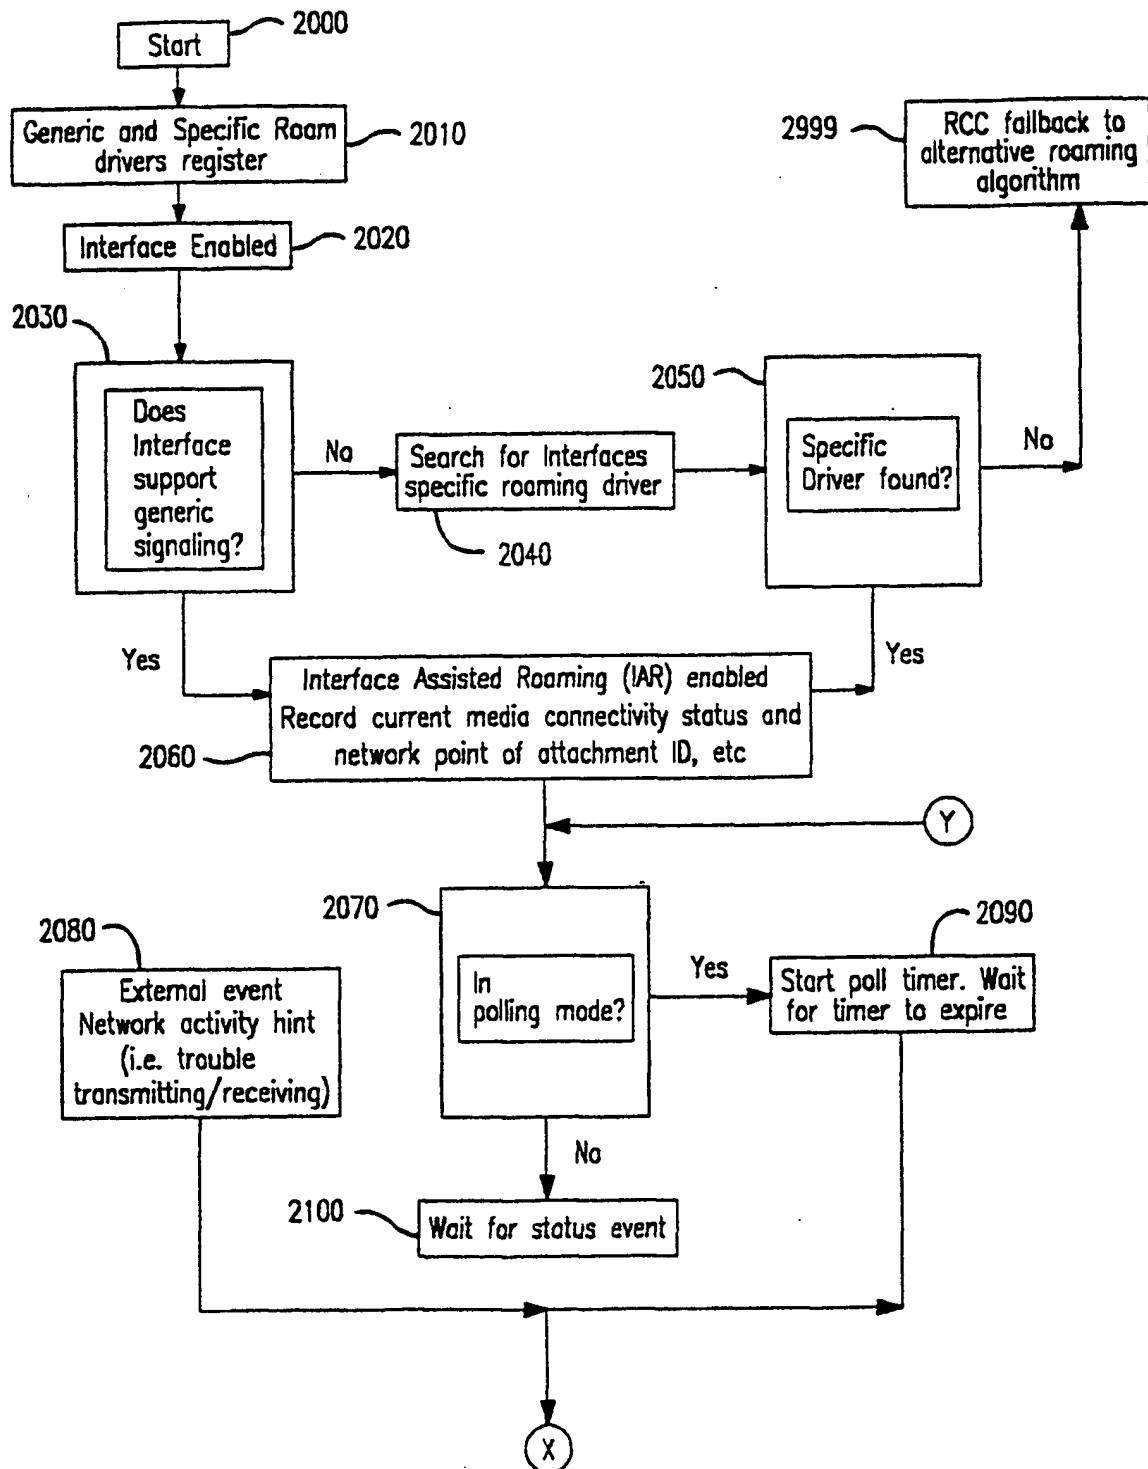 2000
Start
Generic and Specific Roam
drivers register
2010
2999
RCC fallback to
alternative roaming
algorithm
Interface Enabled
2020
2030
Does
Interface
support
generic
signaling?
No
Search for Interfaces
specific roaming driver
2040
2050
Specific
Driver found?
No
Yes
Yes
Interface Assisted Roaming (IAR) enabled
Record current media connectivity status and
network point of attachment ID, etc
2060
Y
2070
In
polling mode?
2080
External event
Network activity hint
(i.e. trouble
transmitting/receiving)
Yes
2090
Start poll timer. Wait
for timer to expire
No
2100
Wait for status event
X